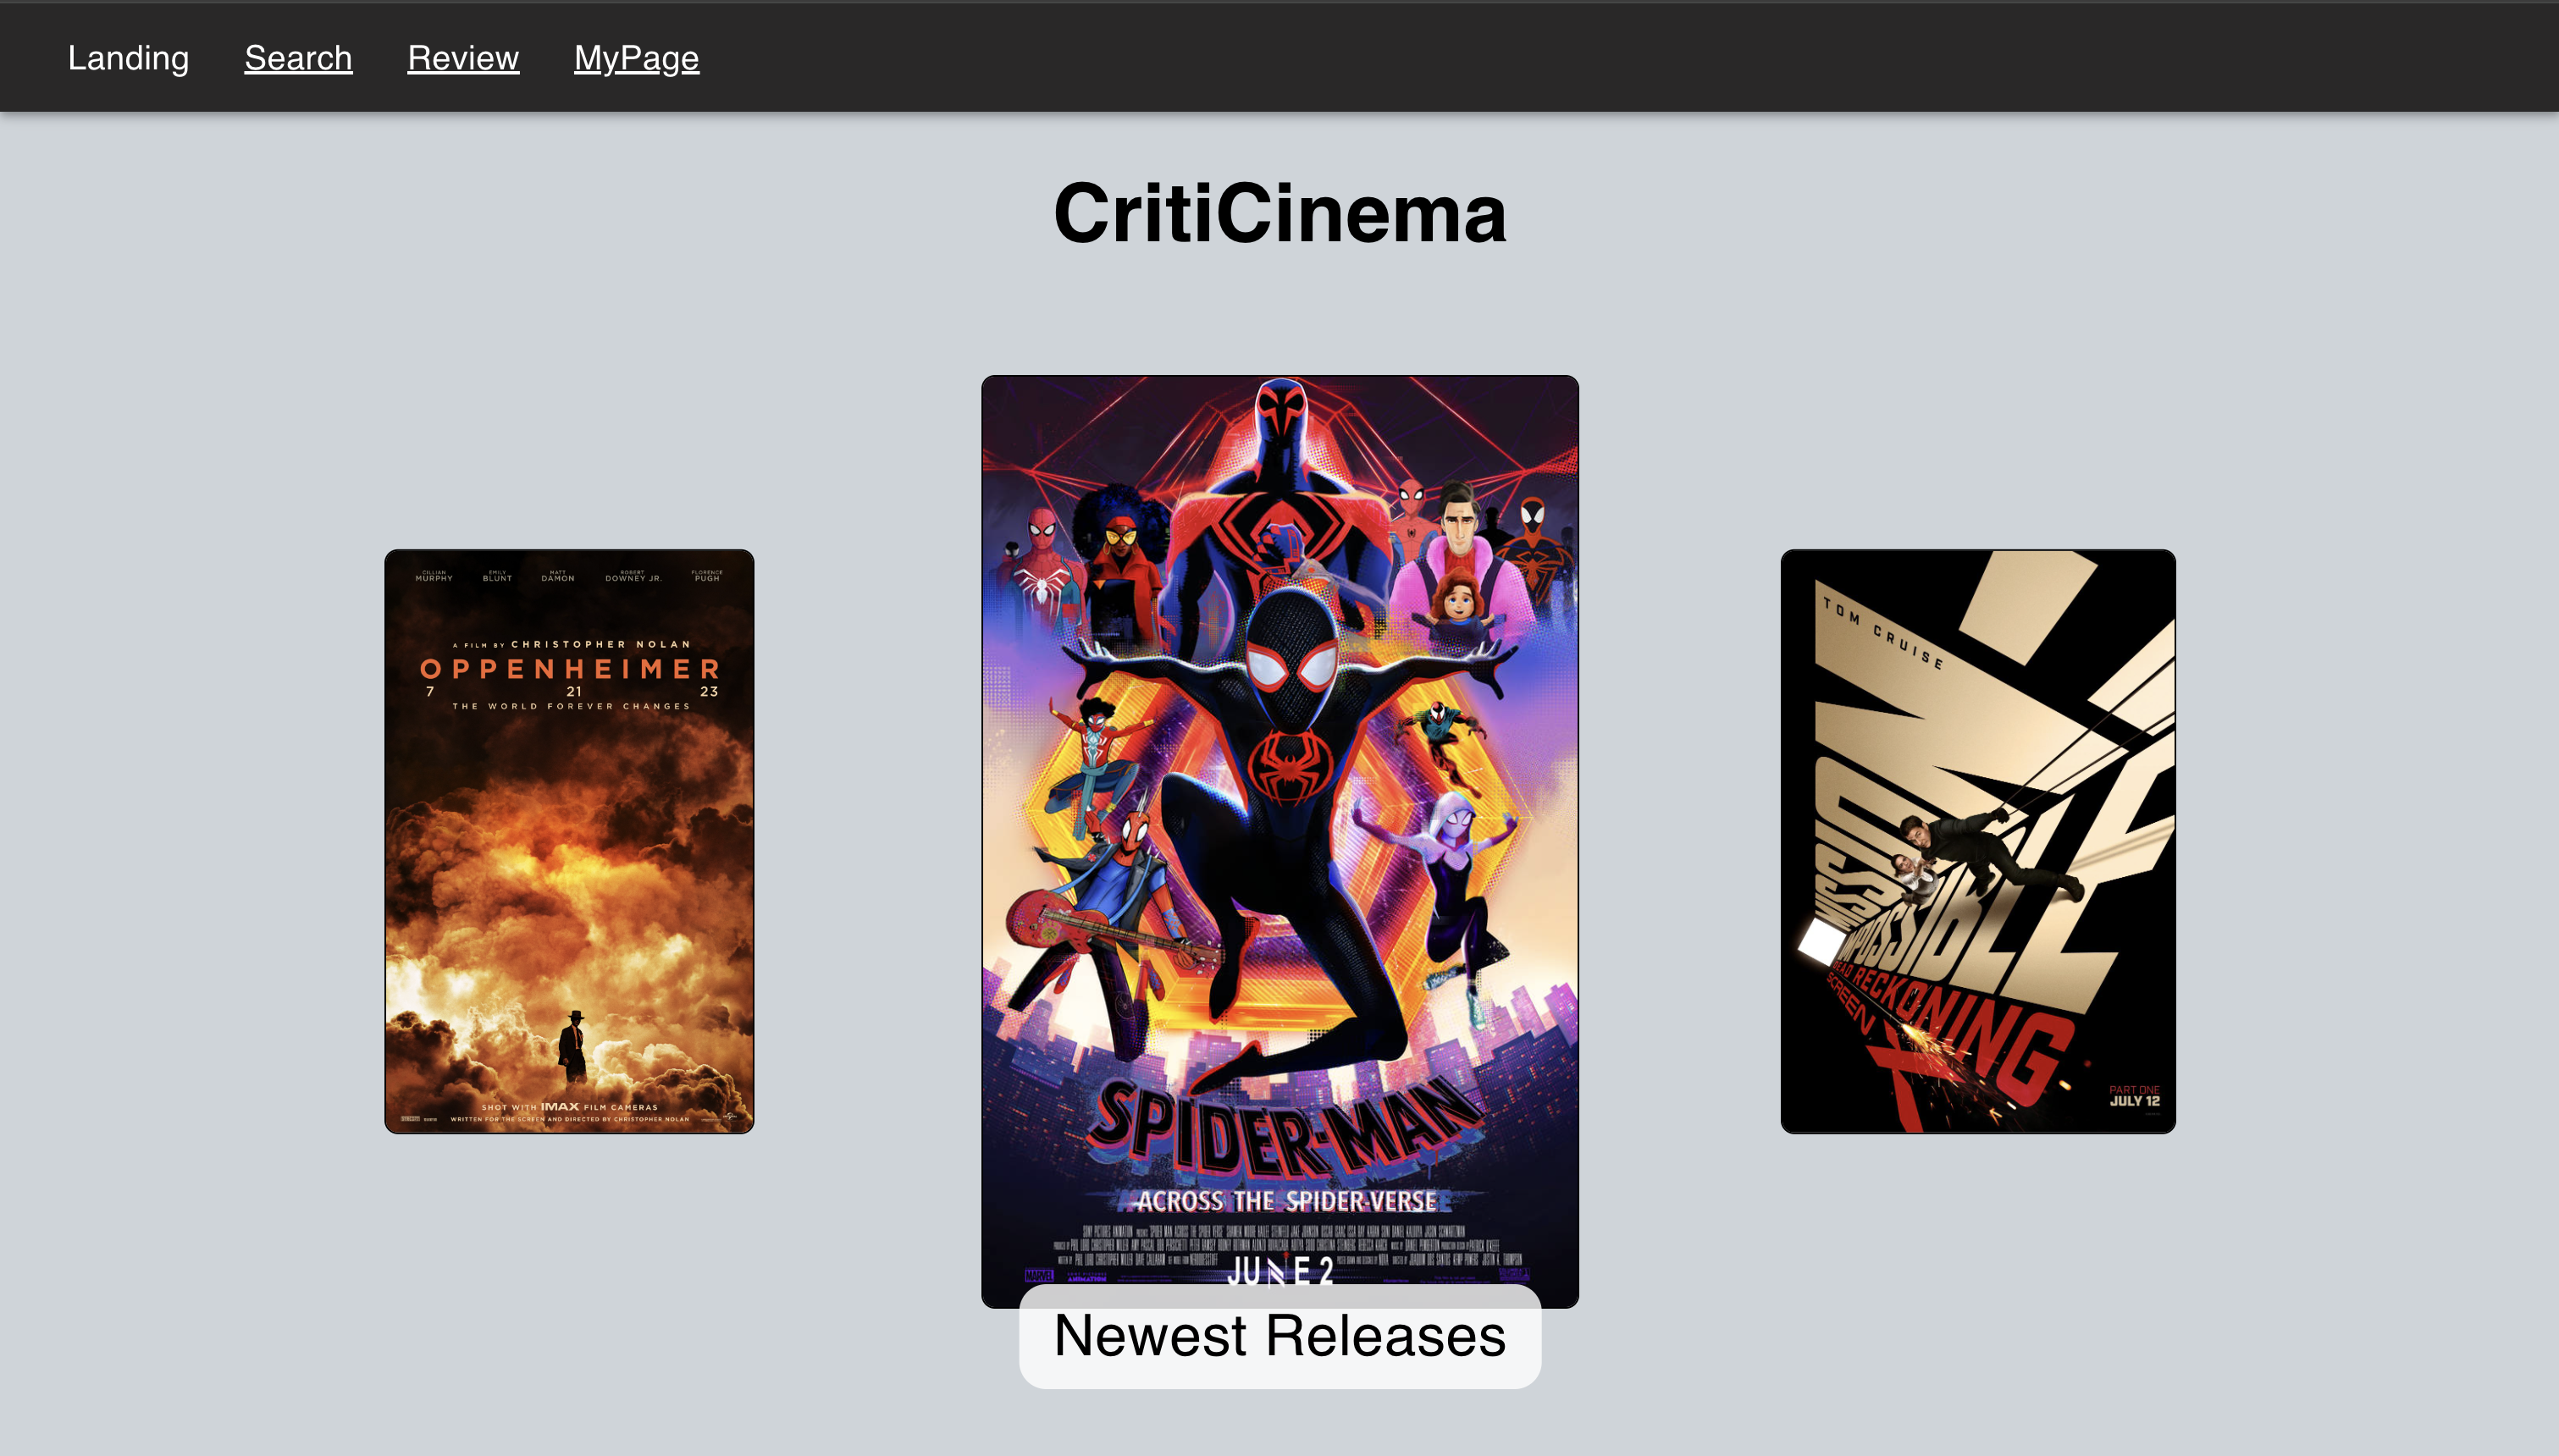 Landing Search Review MyPage
CritiCinema
CILLIAN MURPHY EMILY BLUNT MATT DAMON ROBERT DOWNEY JR. FLORENCE PUGH
A FILM BY CHRISTOPHER NOLAN
OPPENHEIMER
7 21 23
THE WORLD FOREVER CHANGES
SHOT WITH IMAX FILM CAMERAS
WRITTEN FOR THE SCREEN AND DIRECTED BY CHRISTOPHER NOLAN
SPIDER-MAN
ACROSS THE SPIDER-VERSE
JUNE 2
MARVEL
ANIMATION
TOM CRUISE
MISSION
IMPOSSIBLE
DEAD RECKONING
PART ONE
JULY 12
Newest Releases